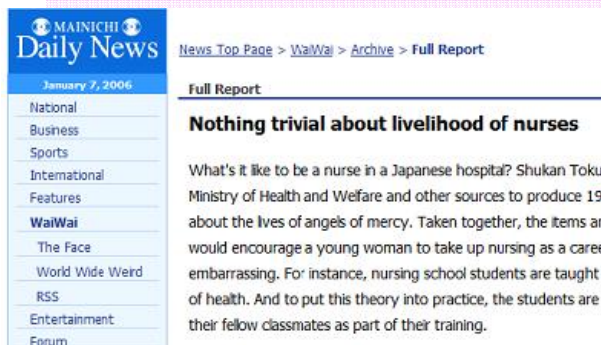 MAINICHI
Daily News
January 7, 2006
National
Business
Sports
International
Features
WaiWai
The Face
World Wide Weird
RSS
Entertainment
Forum
News Top Page > WaiWai > Archive > Full Report
Full Report
Nothing trivial about livelihood of nurses
What's it like to be a nurse in a Japanese hospital? Shukan Toku
Ministry of Health and Welfare and other sources to produce 19
about the lives of angels of mercy. Taken together, the items ar
would encourage a young woman to take up nursing as a caree
embarrassing. For instance, nursing school students are taught
of health. And to put this theory into practice, the students are
their fellow classmates as part of their training.